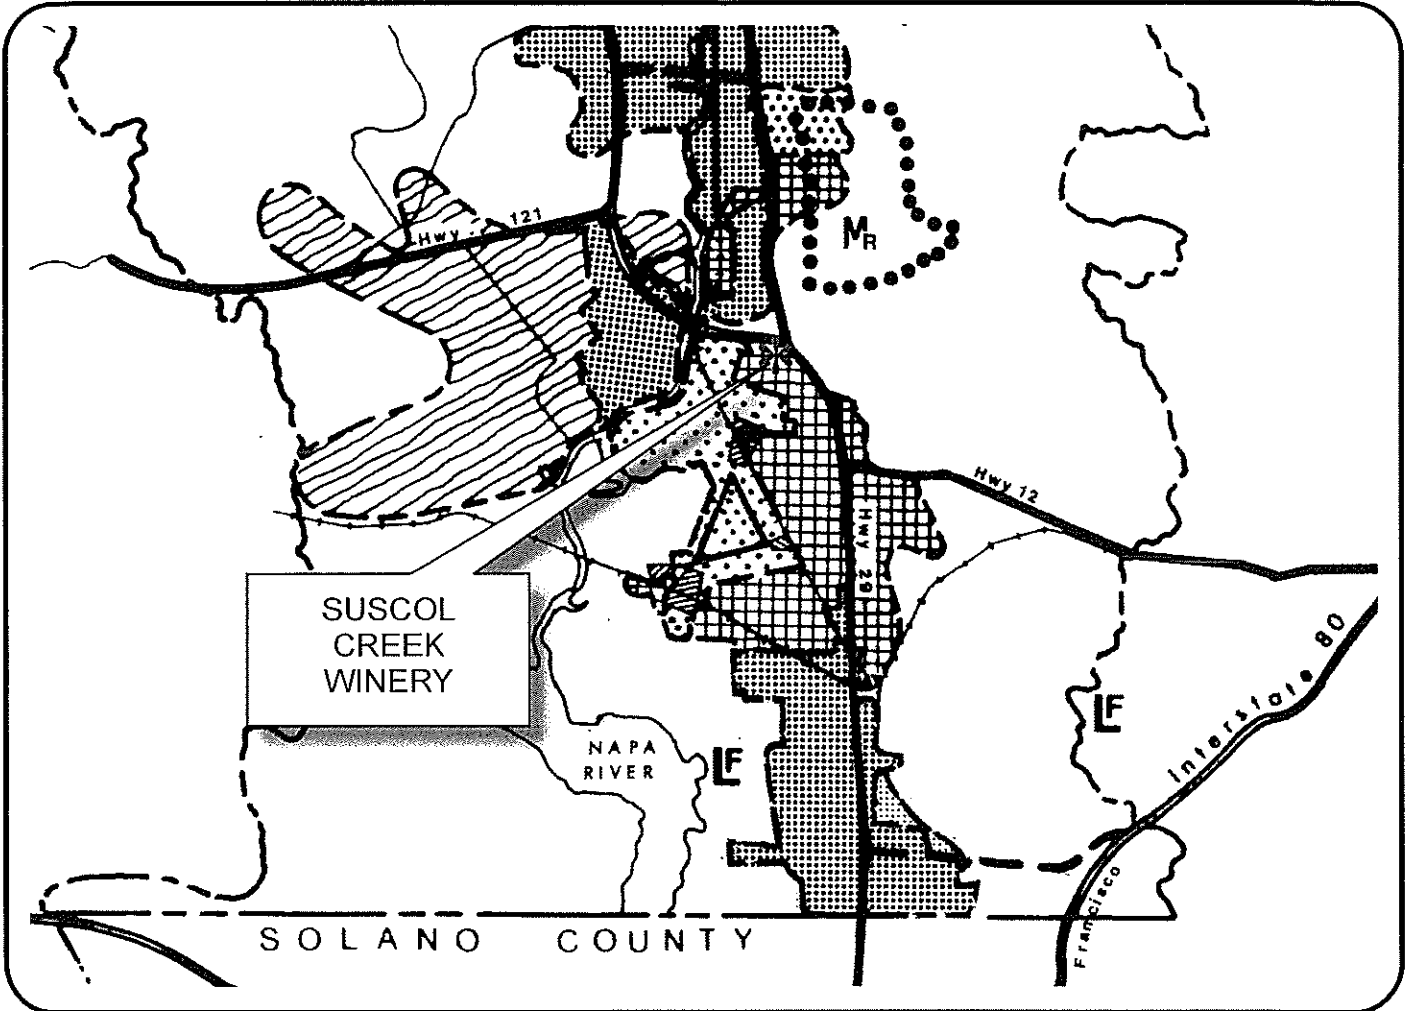 Hwy 121
MR
Hwy 12
Hwy 29
SUSCOL
CREEK
WINERY
Interstate 80
LF
NAPA
RIVER
LF
Francisco
SOLANO COUNTY